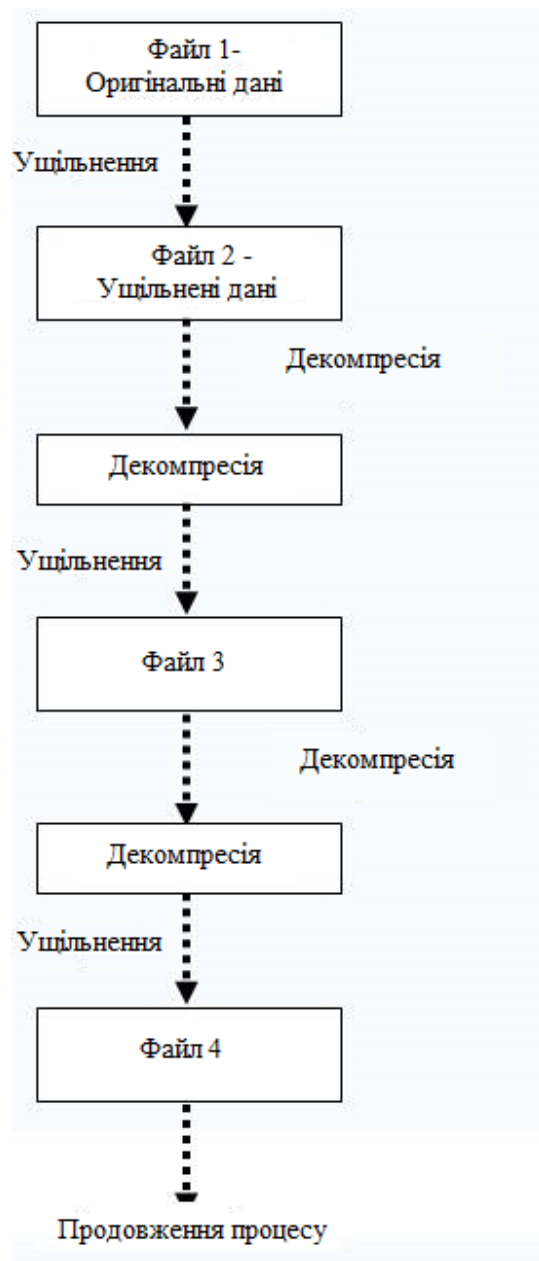 Файл 1-
Оригінальні дані
Ущільнення
Файл 2 -
Ущільнені дані
Декомпресія
Декомпресія
Ущільнення
Файл 3
Декомпресія
Декомпресія
Ущільнення
Файл 4
Продовження процесу